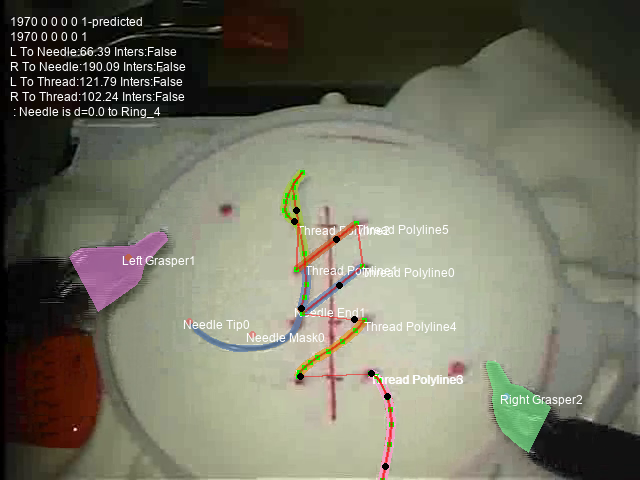 1970 0 0 0 0 1-predicted
1970 0 0 0 0 1
L To Needle:66.39 Inters:False
R To Needle:190.09 Inters:False
L To Thread:121.79 Inters:False
R To Thread:102.24 Inters:False
: Needle is d=0.0 to Ring_4
Thread Polyline2
Thread Polyline5
Left Grasper1
Thread Polyline1
Thread Polyline0
Needle End1
Needle Tip0
Thread Polyline4
Needle Mask0
Thread Polyline3
Right Grasper2